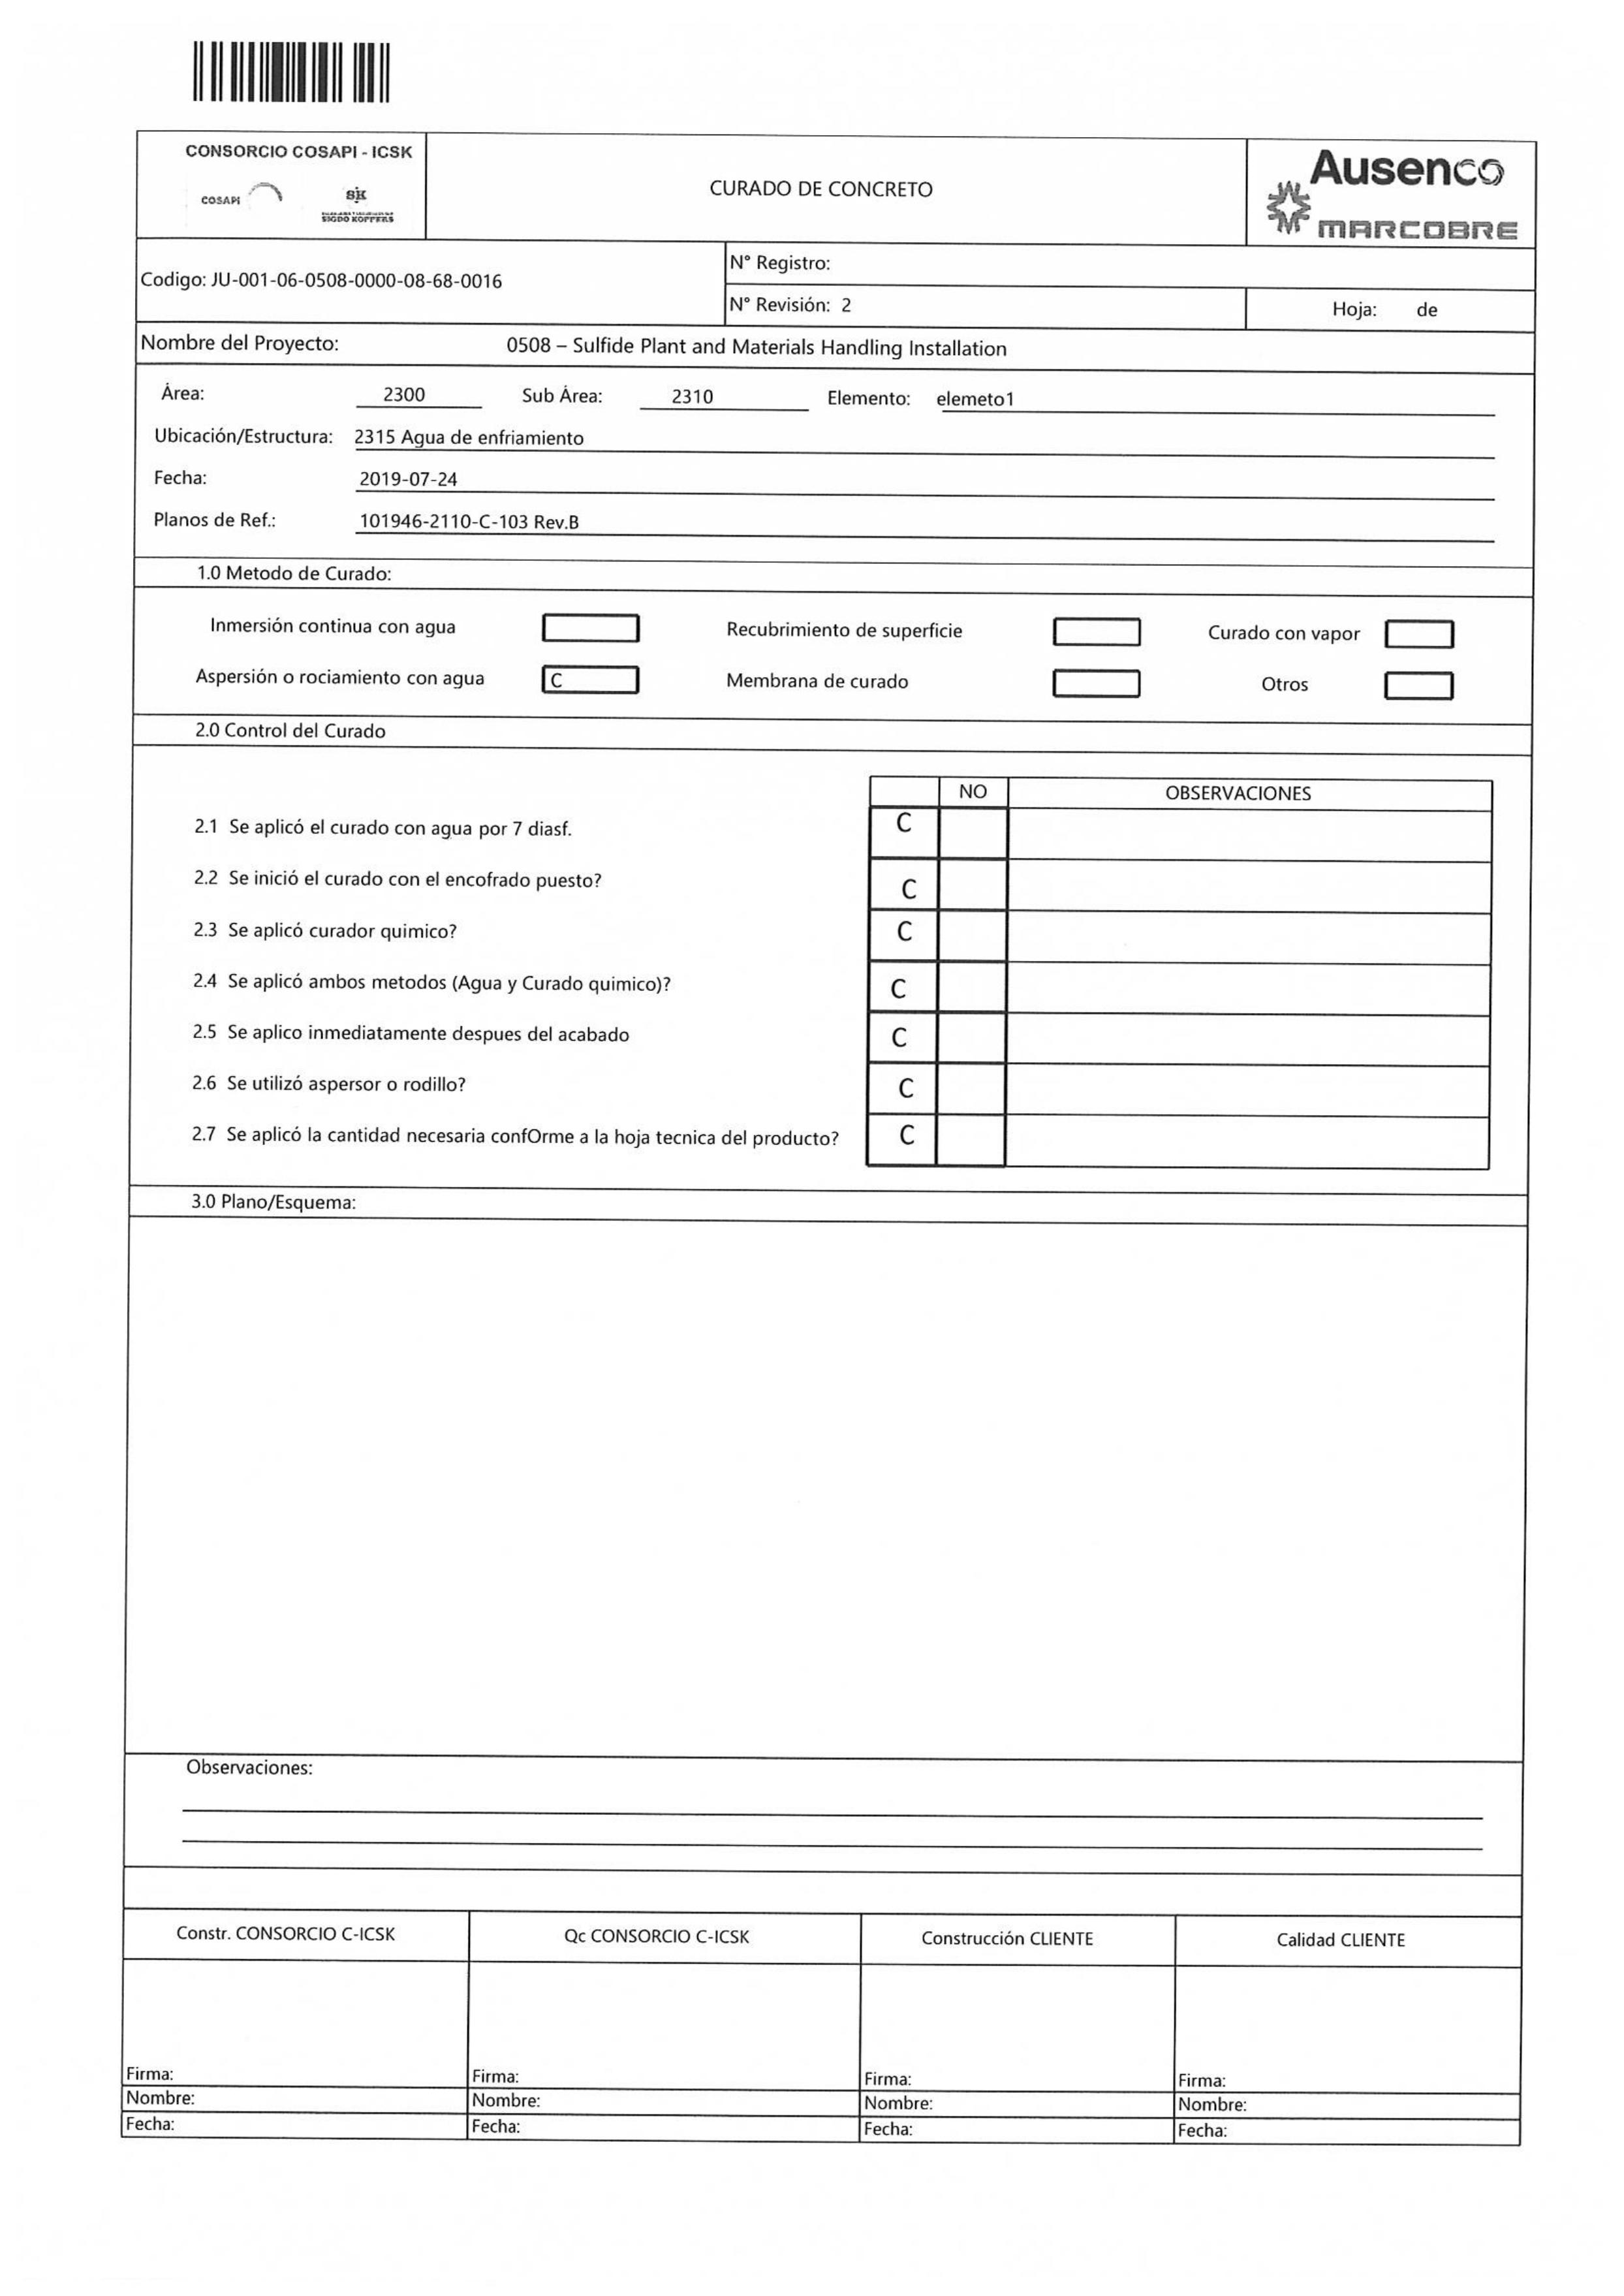 CONSORCIO COSAPI - ICSK
COSAPI
SK
SIGDO KOPPERS
CURADO DE CONCRETO
Ausenco
MARCOBRE
Codigo: JU-001-06-0508-0000-08-68-0016
N° Registro:
N° Revisión: 2
Hoja: de
Nombre del Proyecto: 0508 – Sulfide Plant and Materials Handling Installation
Área: 2300 Sub Área: 2310 Elemento: elemeto1
Ubicación/Estructura: 2315 Agua de enfriamiento
Fecha: 2019-07-24
Planos de Ref.: 101946-2110-C-103 Rev.B
1.0 Metodo de Curado:
Inmersión continua con agua Recubrimiento de superficie Curado con vapor
Aspersión o rociamiento con agua C Membrana de curado Otros
2.0 Control del Curado
NO OBSERVACIONES
2.1 Se aplicó el curado con agua por 7 diasf. C
2.2 Se inició el curado con el encofrado puesto? C
2.3 Se aplicó curador quimico? C
2.4 Se aplicó ambos metodos (Agua y Curado quimico)? C
2.5 Se aplico inmediatamente despues del acabado C
2.6 Se utilizó aspersor o rodillo? C
2.7 Se aplicó la cantidad necesaria confOrme a la hoja tecnica del producto? C
3.0 Plano/Esquema:
Observaciones:
Constr. CONSORCIO C-ICSK Qc CONSORCIO C-ICSK Construcción CLIENTE Calidad CLIENTE
Firma: Firma: Firma: Firma:
Nombre: Nombre: Nombre: Nombre:
Fecha: Fecha: Fecha: Fecha: